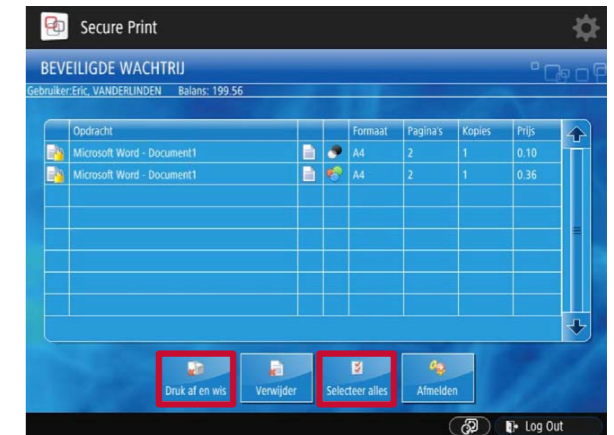 Secure Print
BEVEILIGDE WACHTRIJ
Gebruiker:Eric, VANDERLINDEN Balans: 199.56
Opdracht Formaat Pagina's Kopies Prijs
Microsoft Word - Document1 A4 2 1 0.10
Microsoft Word - Document1 A4 2 1 0.36
Druk af en wis Verwijder Selecteer alles Afmelden
Log Out